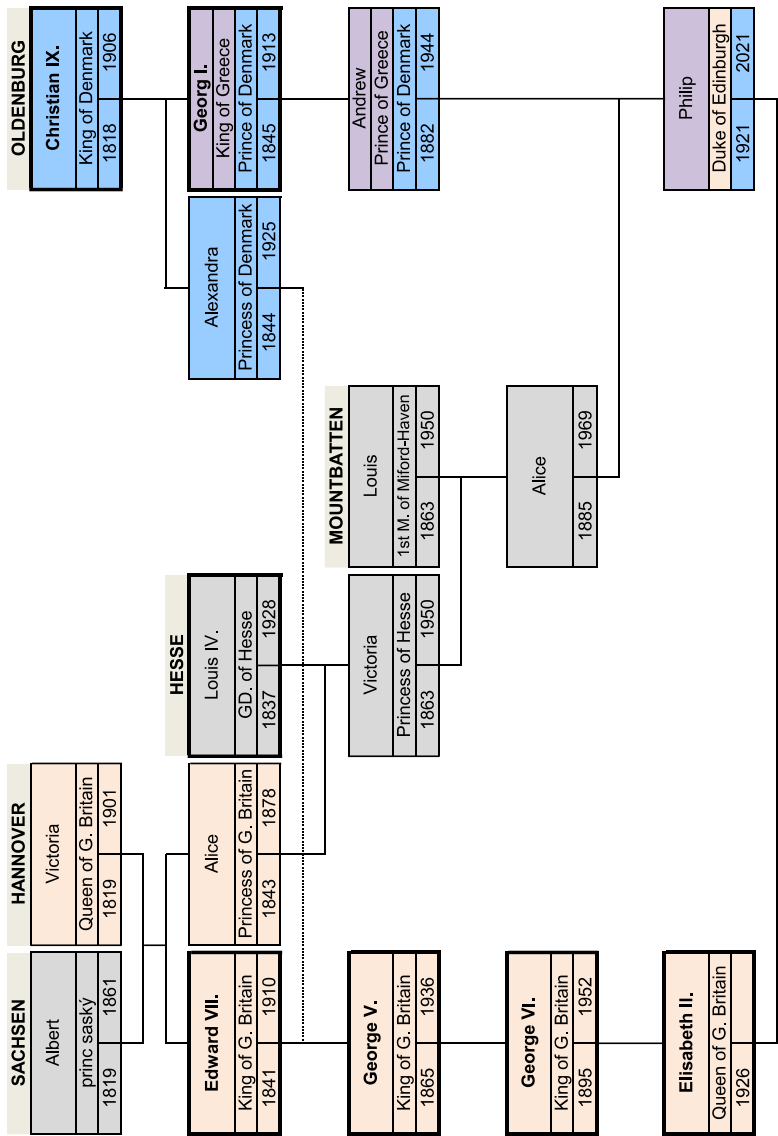 SACHSEN
Albert
princ saský
1819 1861
HANNOVER
Victoria
Queen of G. Britain
1819 1901
OLDENBURG
Christian IX.
King of Denmark
1818 1906
Edward VII.
King of G. Britain
1841 1910
Alice
Princess of G. Britain
1843 1878
HESSE
Louis IV.
GD. of Hesse
1837 1928
Alexandra
Princess of Denmark
1844 1925
Georg I.
King of Greece
Prince of Denmark
1845 1913
George V.
King of G. Britain
1865 1936
Victoria
Princess of Hesse
1863 1950
MOUNTBATTEN
Louis
1st M. of Miford-Haven
1863 1950
Andrew
Prince of Greece
Prince of Denmark
1882 1944
George VI.
King of G. Britain
1895 1952
Alice
1885 1969
Elisabeth II.
Queen of G. Britain
1926
Philip
Duke of Edinburgh
1921 2021